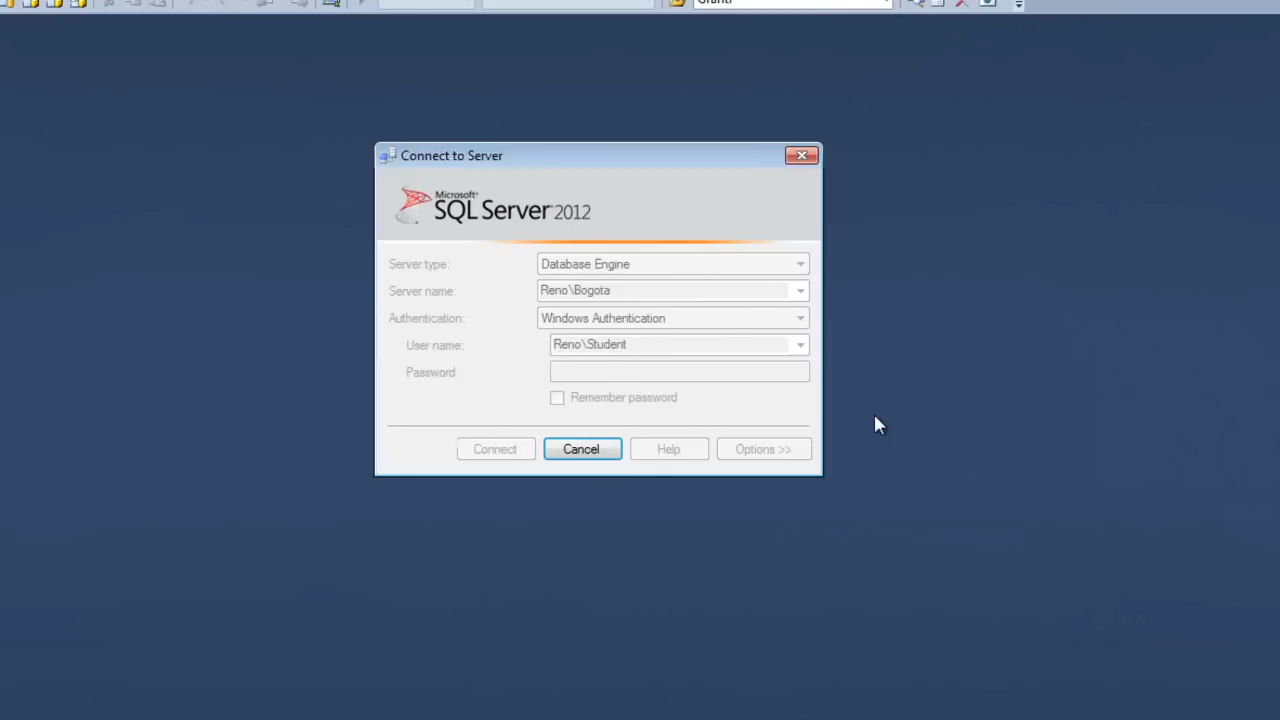 Connect to Server
Microsoft
SQL Server 2012
Server type: Database Engine
Server name: Reno\Bogota
Authentication: Windows Authentication
User name: Reno\Student
Password
Remember password
Connect Cancel Help Options >>